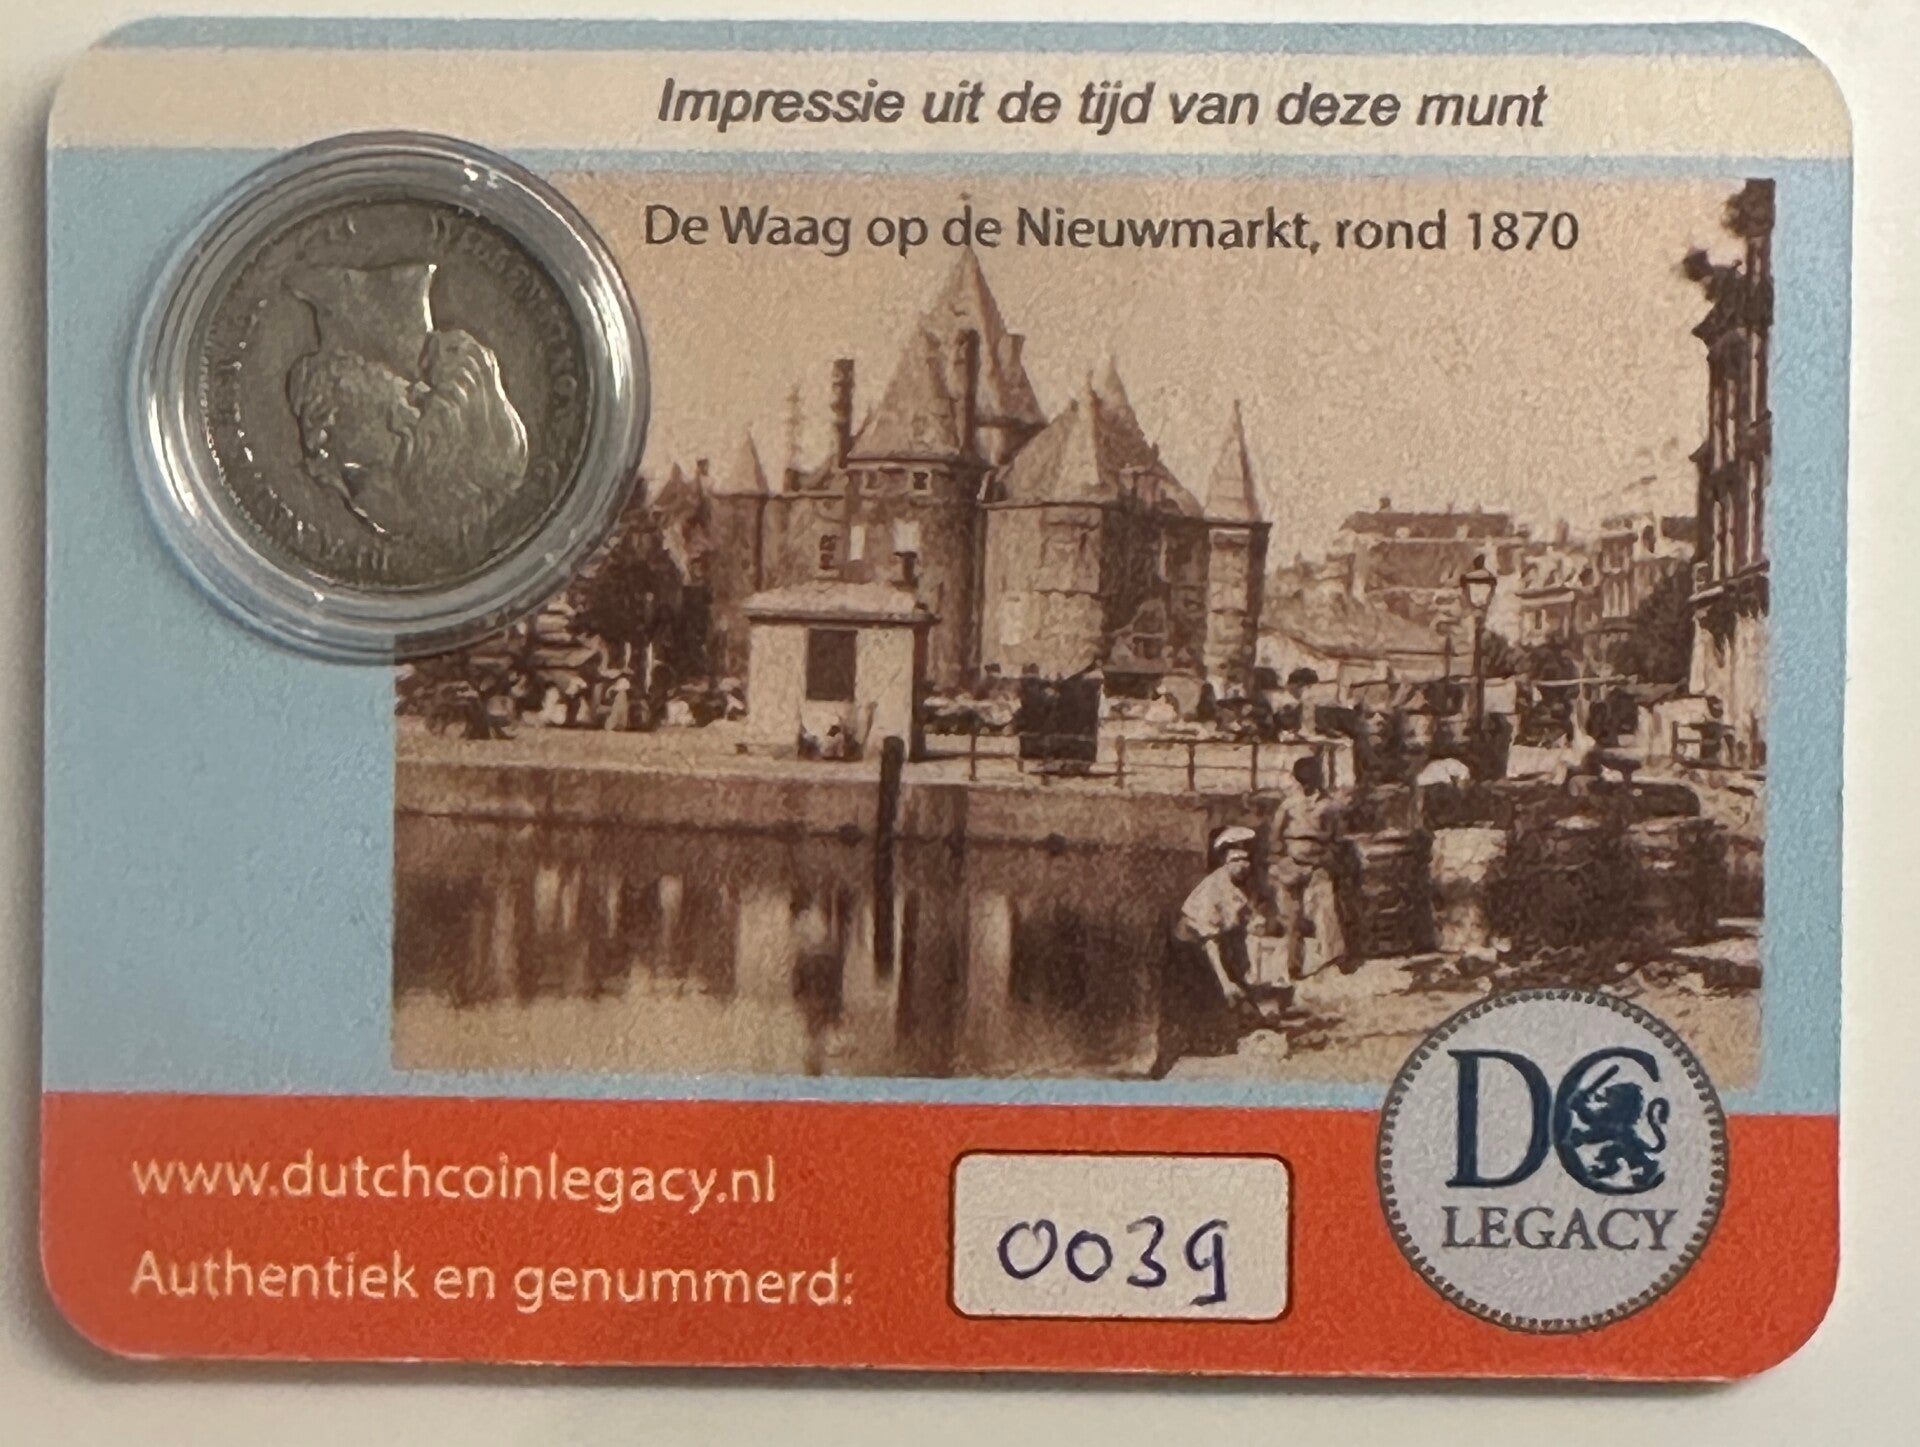 Impressie uit de tijd van deze munt
De Waag op de Nieuwmarkt, rond 1870
www.dutchcoinlegacy.nl
Authentiek en genummerd:
0039
DC
LEGACY